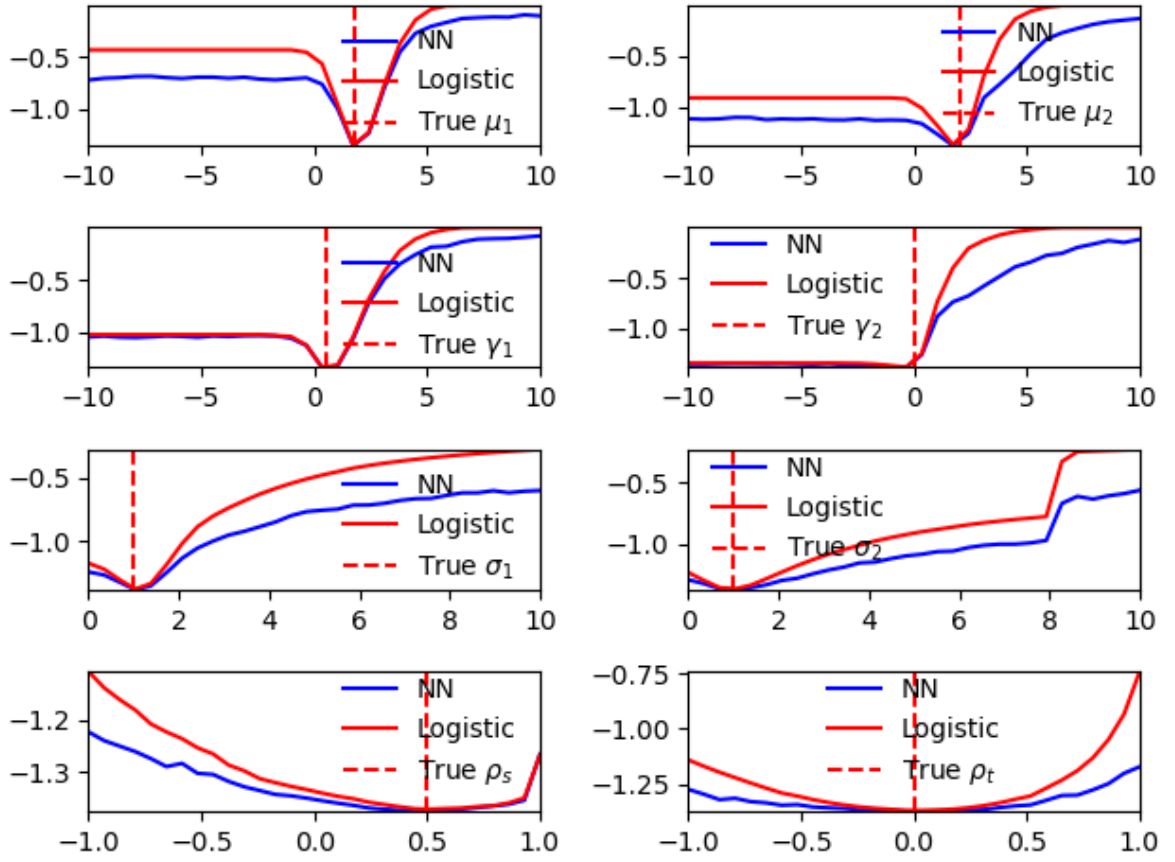 −0.5
−1.0
NN
Logistic
True μ₁
−10 −5 0 5 10
−0.5
−1.0
NN
Logistic
True μ₂
−10 −5 0 5 10
−0.5
−1.0
NN
Logistic
True γ₁
−10 −5 0 5 10
−0.5
−1.0
NN
Logistic
True γ₂
−10 −5 0 5 10
−0.5
−1.0
NN
Logistic
True σ₁
0 2 4 6 8 10
−0.5
−1.0
NN
Logistic
True σ₂
0 2 4 6 8 10
−1.2
−1.3
NN
Logistic
True ρₛ
−1.0 −0.5 0.0 0.5 1.0
−0.75
−1.00
−1.25
NN
Logistic
True ρₜ
−1.0 −0.5 0.0 0.5 1.0